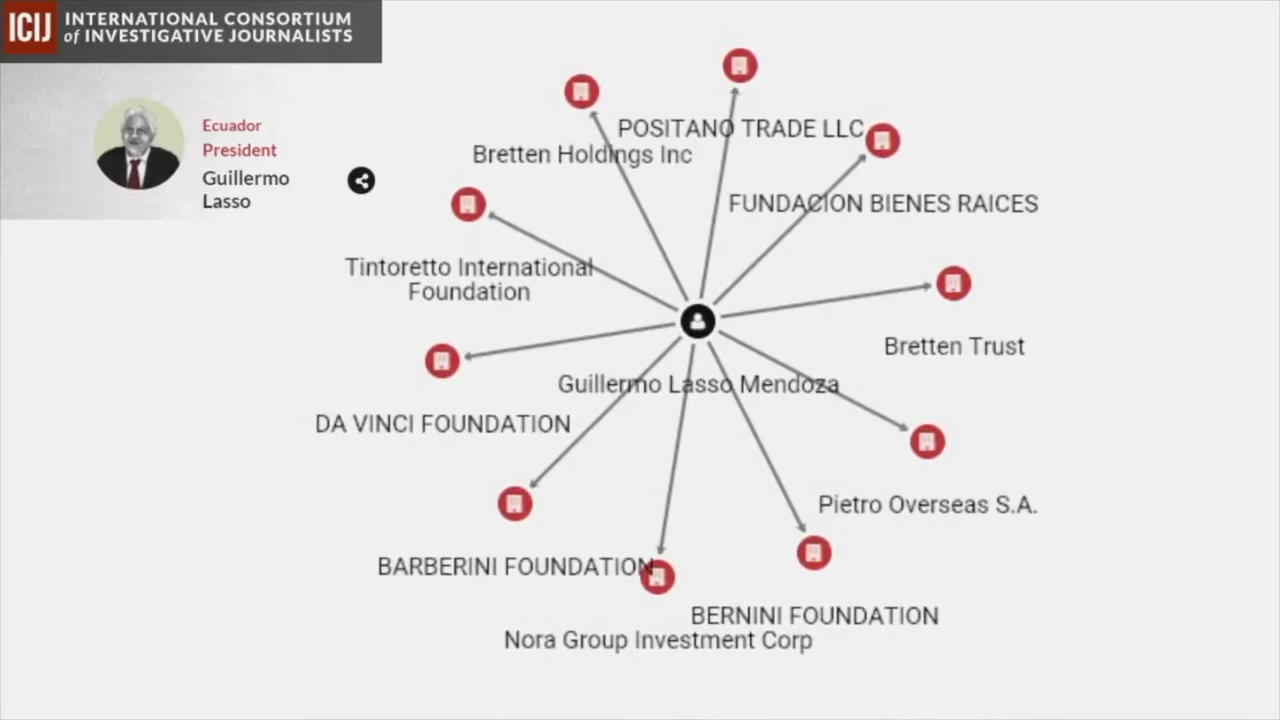 ICIJ
INTERNATIONAL CONSORTIUM
of INVESTIGATIVE JOURNALISTS
Ecuador
President
Guillermo
Lasso
POSITANO TRADE LLC
Bretten Holdings Inc
FUNDACION BIENES RAICES
Tintoretto International
Foundation
Bretten Trust
Guillermo Lasso Mendoza
DA VINCI FOUNDATION
Pietro Overseas S.A.
BARBERINI FOUNDATION
BERNINI FOUNDATION
Nora Group Investment Corp